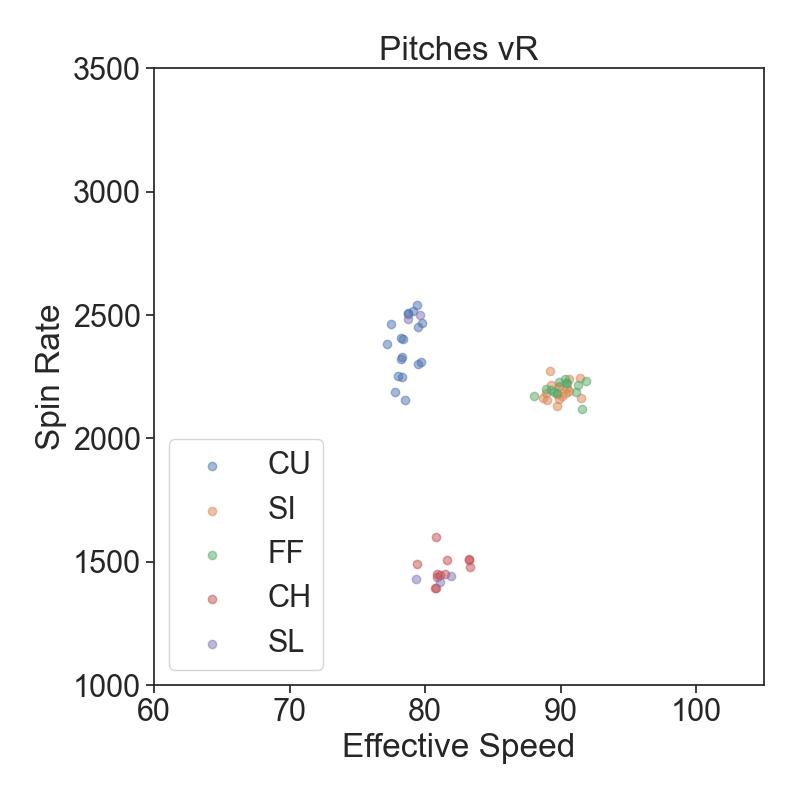 Pitches vR
3500
3000
2500
2000
1500
1000
Spin Rate
CU
SI
FF
CH
SL
60 70 80 90 100
Effective Speed